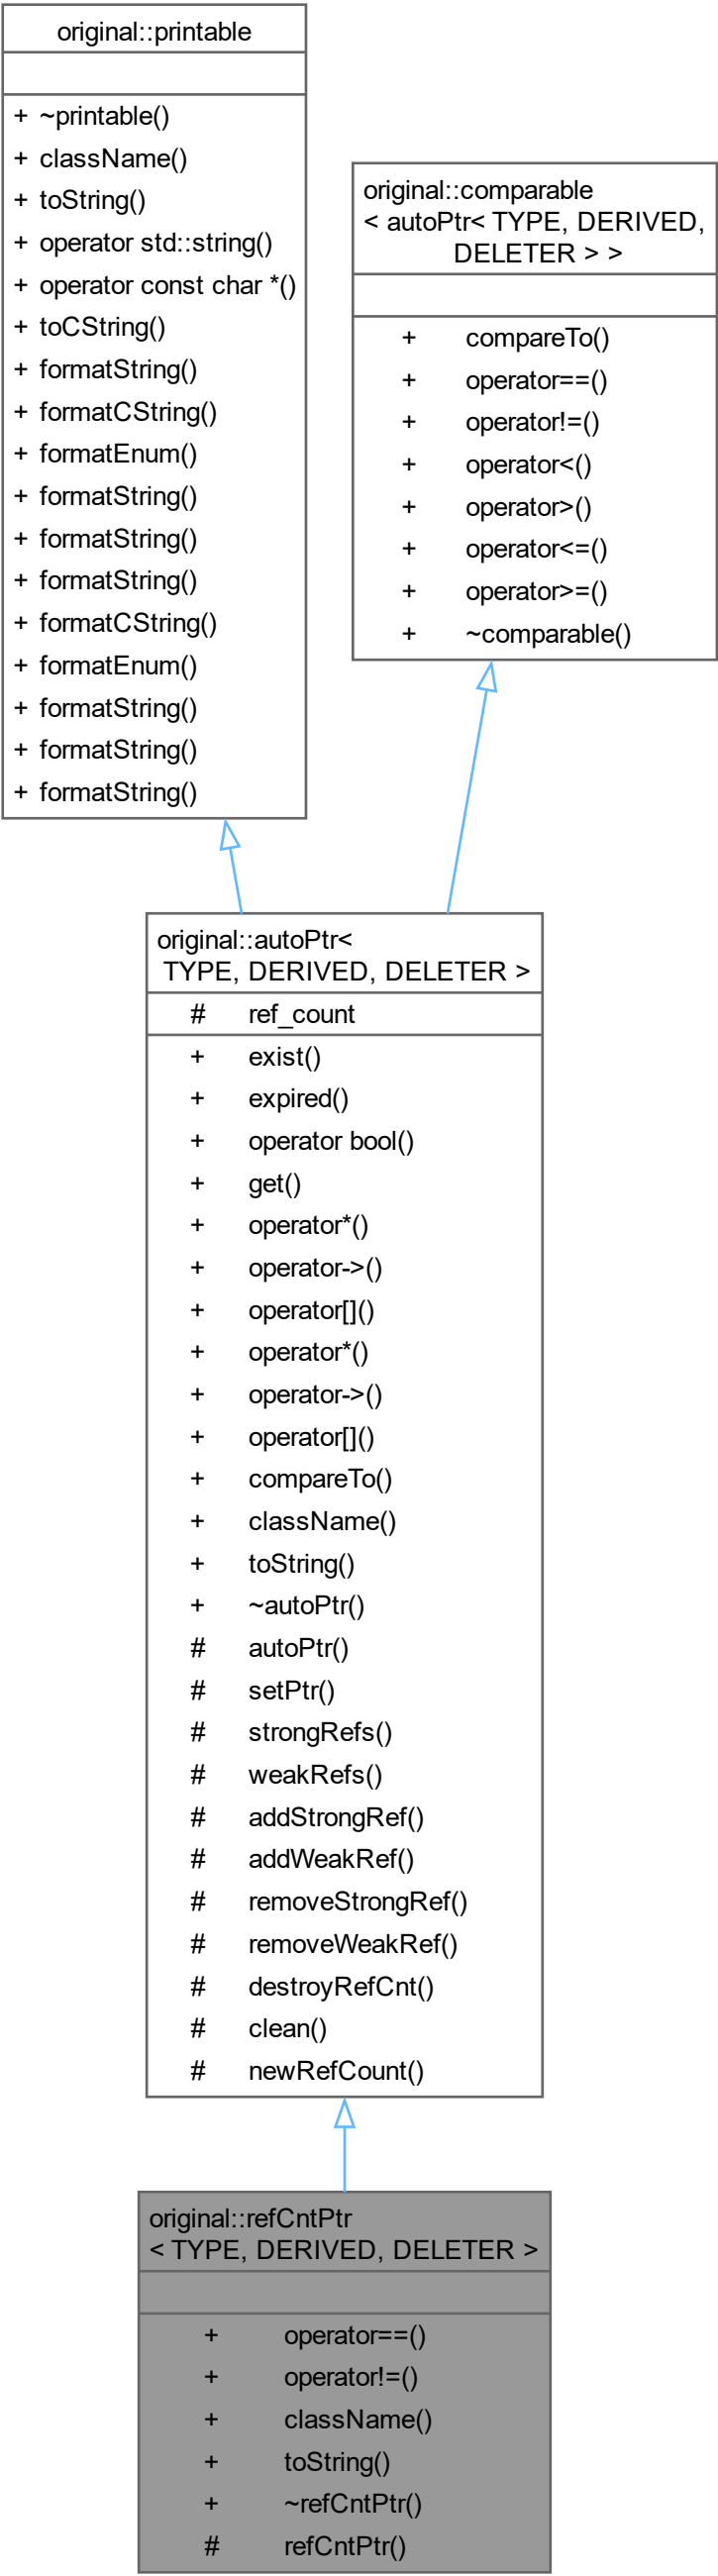 original::printable
+ ~printable()
+ className()
+ toString()
+ operator std::string()
+ operator const char *()
+ toCString()
+ formatString()
+ formatCString()
+ formatEnum()
+ formatString()
+ formatString()
+ formatString()
+ formatCString()
+ formatEnum()
+ formatString()
+ formatString()
+ formatString()
original::comparable
< autoPtr< TYPE, DERIVED,
DELETER > >
+ compareTo()
+ operator==()
+ operator!=()
+ operator<()
+ operator>()
+ operator<=()
+ operator>=()
+ ~comparable()
original::autoPtr<
TYPE, DERIVED, DELETER >
# ref_count
+ exist()
+ expired()
+ operator bool()
+ get()
+ operator*()
+ operator->()
+ operator[]()
+ operator*()
+ operator->()
+ operator[]()
+ compareTo()
+ className()
+ toString()
+ ~autoPtr()
# autoPtr()
# setPtr()
# strongRefs()
# weakRefs()
# addStrongRef()
# addWeakRef()
# removeStrongRef()
# removeWeakRef()
# destroyRefCnt()
# clean()
# newRefCount()
original::refCntPtr
< TYPE, DERIVED, DELETER >
+ operator==()
+ operator!=()
+ className()
+ toString()
+ ~refCntPtr()
# refCntPtr()